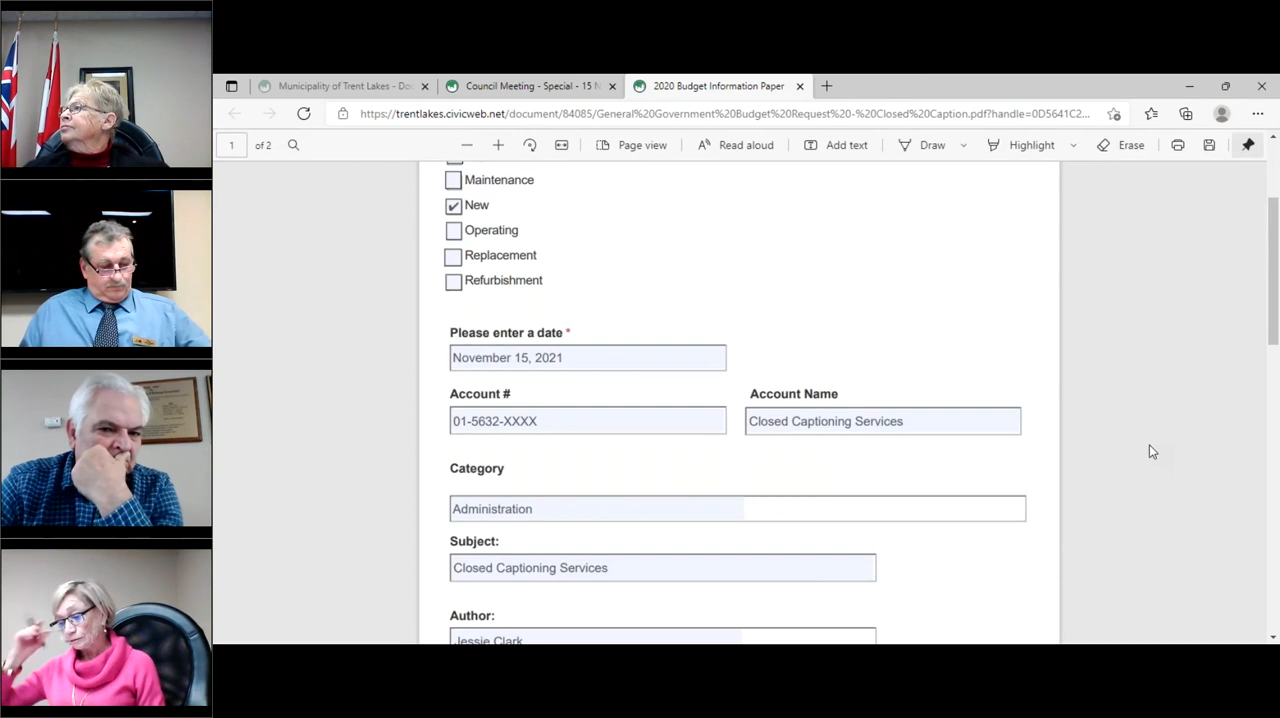 Municipality of Trent Lakes - Do
Council Meeting - Special - 15 N
2020 Budget Information Paper
https://trentlakes.civicweb.net/document/84085/General%20Government%20Budget%20Request%20-%20Closed%20Caption.pdf?handle=0D5641C2...
1 of 2
Page view
Read aloud
Add text
Draw
Highlight
Erase
Maintenance
New
Operating
Replacement
Refurbishment
Please enter a date *
November 15, 2021
Account # Account Name
01-5632-XXXX Closed Captioning Services
Category
Administration
Subject:
Closed Captioning Services
Author:
Jessie Clark